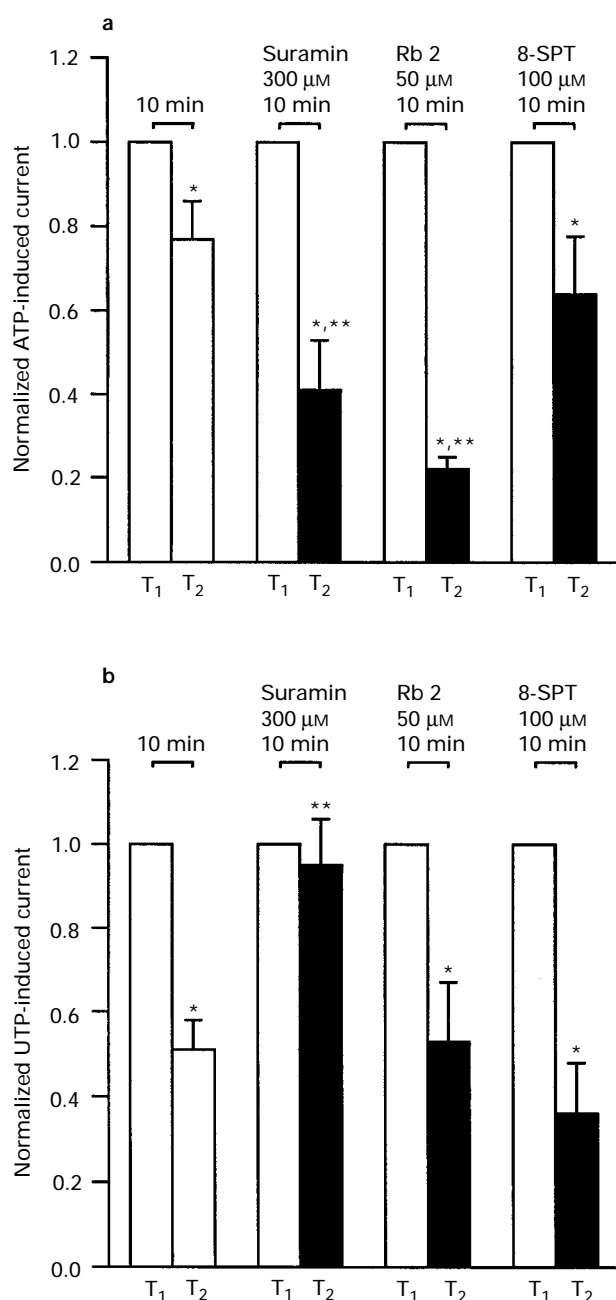 a
Suramin Rb 2 8-SPT
300 µM 50 µM 100 µM
10 min 10 min 10 min 10 min
1.2
1.0
0.8
0.6
0.4
0.2
0.0
Normalized ATP-induced current
*
*,**
*,**
*
T1 T2 T1 T2 T1 T2 T1 T2
b
Suramin Rb 2 8-SPT
300 µM 50 µM 100 µM
10 min 10 min 10 min 10 min
1.2
1.0
0.8
0.6
0.4
0.2
0.0
Normalized UTP-induced current
*
**
*
*
T1 T2 T1 T2 T1 T2 T1 T2